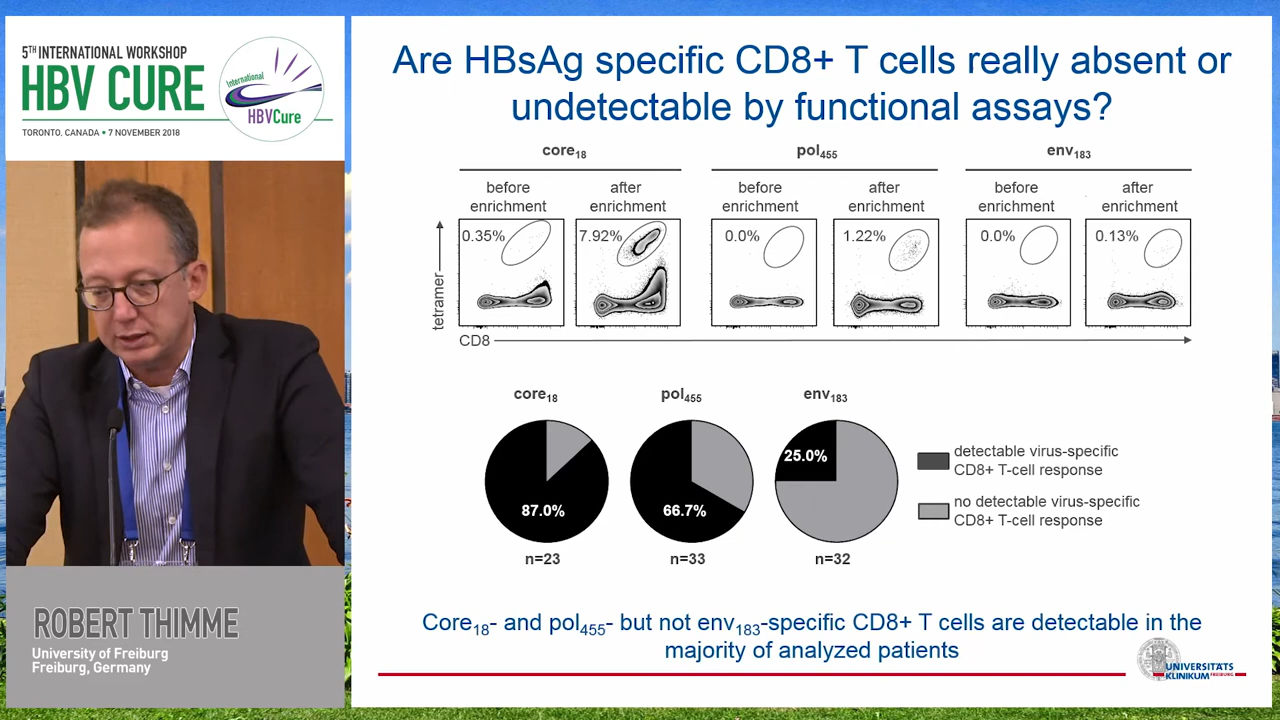 5TH INTERNATIONAL WORKSHOP
HBV CURE
TORONTO, CANADA • 7 NOVEMBER 2018
International
HBVCure
ROBERT THIMME
University of Freiburg
Freiburg, Germany
Are HBsAg specific CD8+ T cells really absent or
undetectable by functional assays?
core18
pol455
env183
before
enrichment
after
enrichment
before
enrichment
after
enrichment
before
enrichment
after
enrichment
0.35%
7.92%
0.0%
1.22%
0.0%
0.13%
tetramer
CD8
core18
pol455
env183
87.0%
66.7%
25.0%
n=23
n=33
n=32
detectable virus-specific
CD8+ T-cell response
no detectable virus-specific
CD8+ T-cell response
Core18- and pol455- but not env183-specific CD8+ T cells are detectable in the
majority of analyzed patients
UNIVERSITÄTS
KLINIKUM FREIBURG